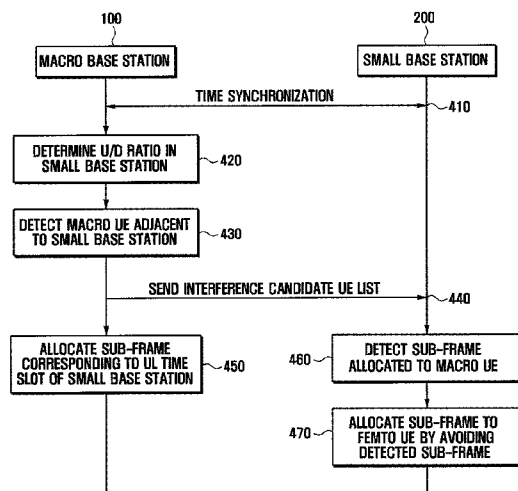 100
200
MACRO BASE STATION
SMALL BASE STATION
TIME SYNCHRONIZATION
410
DETERMINE U/D RATIO IN
SMALL BASE STATION
420
DETECT MACRO UE ADJACENT
TO SMALL BASE STATION
430
SEND INTERFERENCE CANDIDATE UE LIST
440
ALLOCATE SUB-FRAME
CORRESPONDING TO UL TIME
SLOT OF SMALL BASE STATION
450
460
DETECT SUB-FRAME
ALLOCATED TO MACRO UE
470
ALLOCATE SUB-FRAME TO
FEMTO UE BY AVOIDING
DETECTED SUB-FRAME